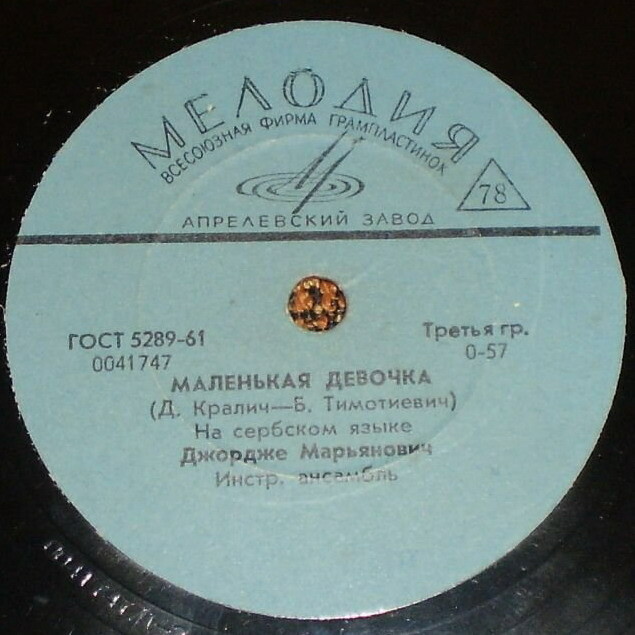 МЕЛОДИЯ
ВСЕСОЮЗНАЯ ФИРМА ГРАМПЛАСТИНОК
78
АПРЕЛЕВСКИЙ ЗАВОД
ГОСТ 5289-61
0041747
Третья гр.
0-57
МАЛЕНЬКАЯ ДЕВОЧКА
(Д. Кралич—Б. Тимотиевич)
На сербском языке
Джордже Марьянович
Инстр. ансамбль